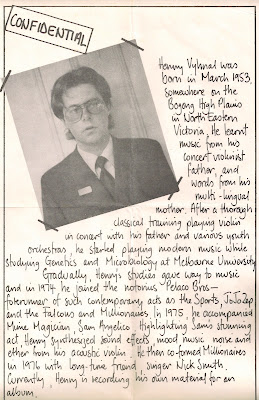 CONFIDENTIAL
Henry Vyhnal was
born in March 1953,
somewhere on the
Bogong High Plains
in North Eastern
Victoria, He learnt
music from his
concert violinist
father, and
words from his
multi-lingual
mother. After a thorough
classical training playing violin
in consert with his father and various youth
orchestras, he started playing modern music while
studying Genetics and Microbiology at Melbourne University
Gradually, Henry's studies gave way to music
and in 1974 he joined the notorious Pelaco Bros—
forerunner of such contemporary acts as the Sports, JoJoZep
and the Falcons and Millionaires. In 1975, he accompanied
Mime Magician, Sam Angelico. Highlighting Sam's stunning
act, Henry synthesized sound effects, mood music noise and
ether from his acoustic violin. He then co-formed Millionaires
in 1976 with long-time friend, singer Nick Smith.
Currently, Henry is recording his own material for an
album.